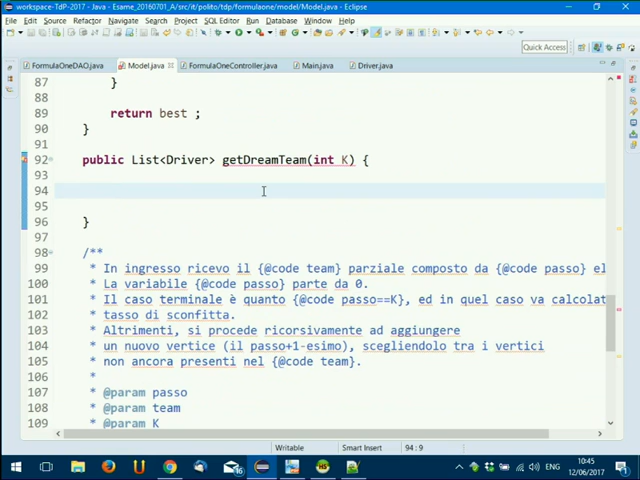 workspace-TdP-2017 - Java - Esame_20160701_A/src/it/polito/tdp/formulaone/model/Model.java - Eclipse
File Edit Source Refactor Navigate Search Project Run Database Window Help
Quick Access
FormulaOneDAO.java Model.java FormulaOneController.java Main.java Driver.java
87 }
88
89 return best ;
90 }
91
92 public List<Driver> getDreamTeam(int K) {
93
94
95
96 }
97
98 /**
99 * In ingresso ricevo il {@code team} parziale composto da {@code passo} el
100 * La variabile {@code passo} parte da 0.
101 * Il caso terminale è quanto {@code passo==K}, ed in quel caso va calcolat
102 * tasso di sconfitta.
103 * Altrimenti, si procede ricorsivamente ad aggiungere
104 * un nuovo vertice (il passo+1-esimo), scegliendolo tra i vertici
105 * non ancora presenti nel {@code team}.
106 *
107 * @param passo
108 * @param team
109 * @param K
Writable Smart Insert 94 : 9
10:45
12/06/2017